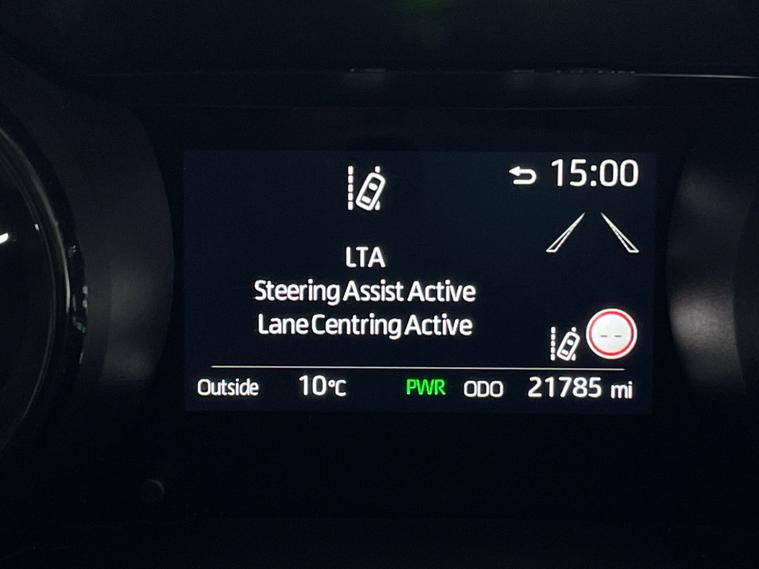 15:00
LTA
Steering Assist Active
Lane Centring Active
--
Outside 10°C PWR ODO 21785 mi